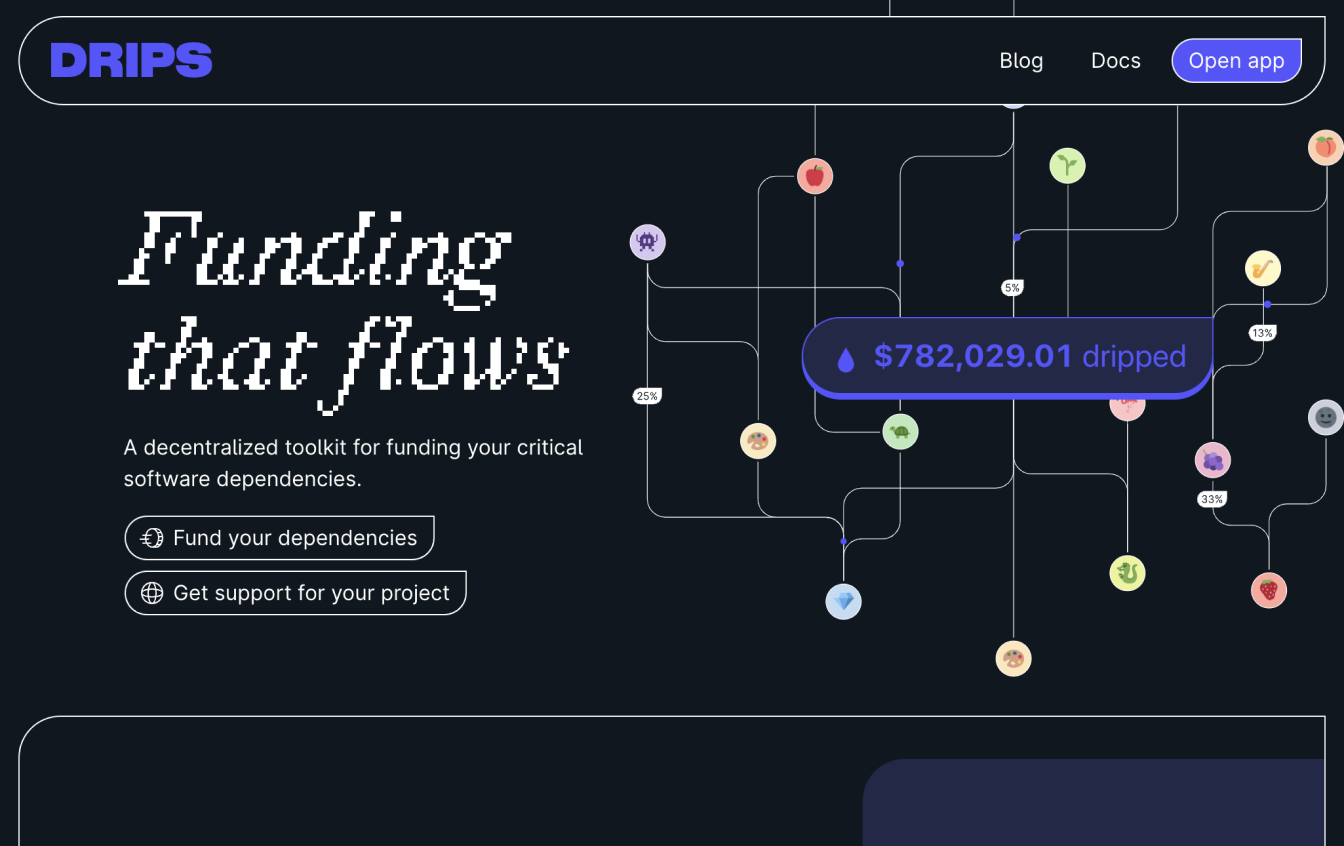 DRIPS
Blog
Docs
Open app
Funding
that flows
A decentralized toolkit for funding your critical
software dependencies.
Fund your dependencies
Get support for your project
5%
13%
$782,029.01 dripped
25%
33%